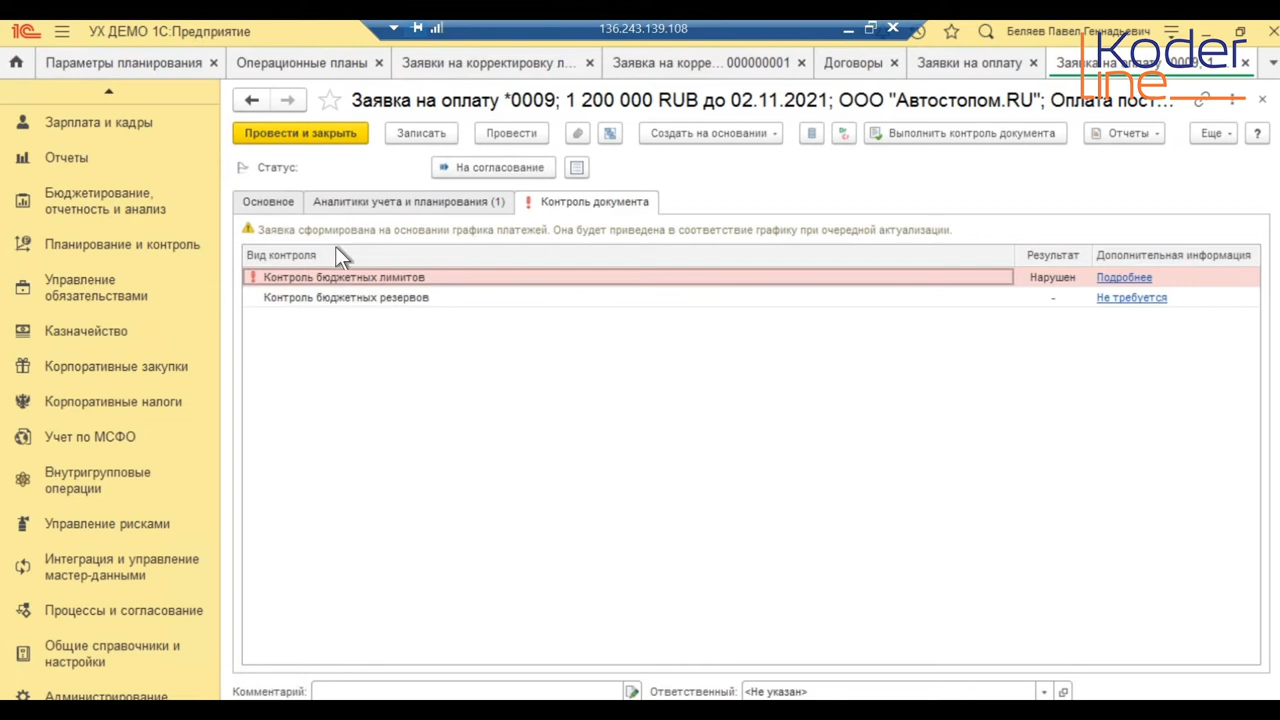 УХ ДЕМО 1С:Предприятие
136.243.139.108
Беляев Павел Геннадьевич
Koder
line
Параметры планирования
Операционные планы
Заявки на корректировку л...
Заявка на корре... 000000001
Договоры
Заявки на оплату
Заявка на оплату *0009; 1...
Заявка на оплату *0009; 1 200 000 RUB до 02.11.2021; ООО "Автостопом.RU"; Оплата пост...
Провести и закрыть
Записать
Провести
Создать на основании
Выполнить контроль документа
Отчеты
Еще
?
Статус:
На согласование
Основное
Аналитики учета и планирования (1)
Контроль документа
Заявка сформирована на основании графика платежей. Она будет приведена в соответствие графику при очередной актуализации.
Вид контроля
Результат
Дополнительная информация
Контроль бюджетных лимитов
Нарушен
Подробнее
Контроль бюджетных резервов
-
Не требуется
Комментарий:
Ответственный:
<Не указан>
Зарплата и кадры
Отчеты
Бюджетирование,
отчетность и анализ
Планирование и контроль
Управление
обязательствами
Казначейство
Корпоративные закупки
Корпоративные налоги
Учет по МСФО
Внутригрупповые
операции
Управление рисками
Интеграция и управление
мастер-данными
Процессы и согласование
Общие справочники и
настройки
Администрирование